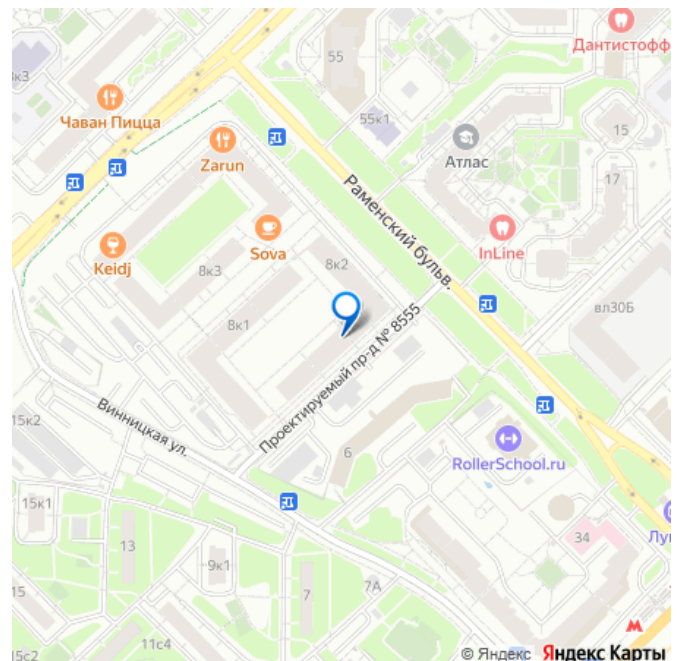 Дантистофф
55
8к3
Чаван Пицца
55к1
15
Zarun
Атлас
17
Раменский бульв.
Sova
InLine
Keidj
8к3
8к2
вл30Б
8к1
Проектируемый пр-д № 8555
15к2
Винницкая ул.
6
RollerSchool.ru
15к1
34
13
9к1
7А
7
15
11с4
15с2
М
© Яндекс Яндекс Карты